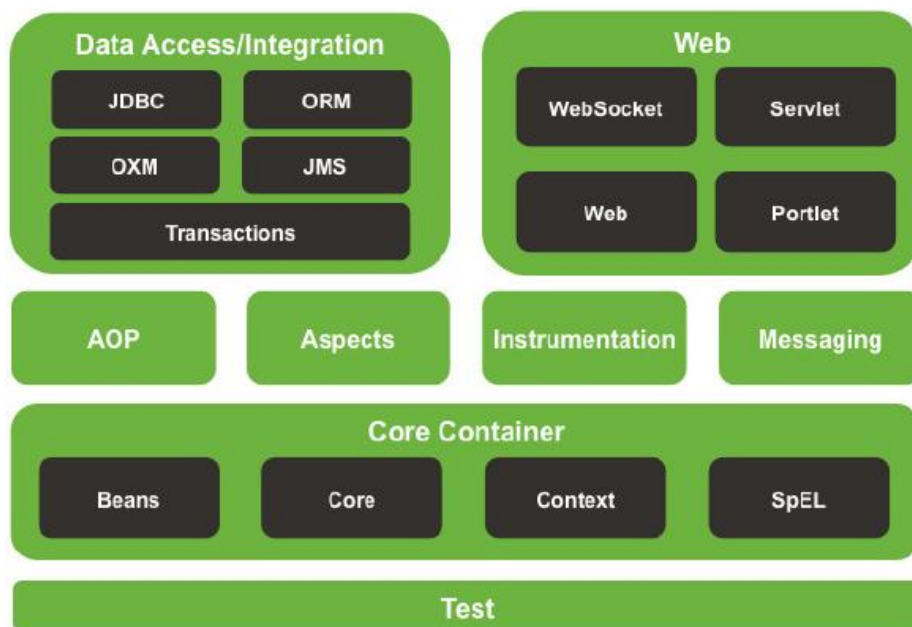 Data Access/Integration
JDBC ORM
OXM JMS
Transactions
Web
WebSocket Servlet
Web Portlet
AOP Aspects Instrumentation Messaging
Core Container
Beans Core Context SpEL
Test